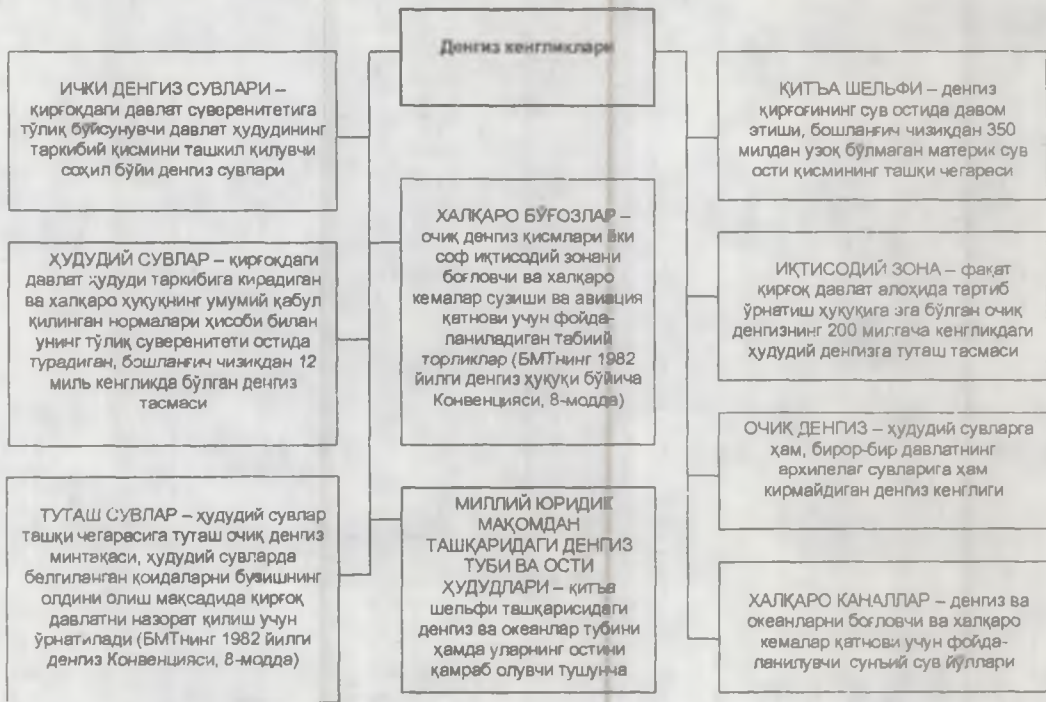 Денгиз кенгликлари
ИЧКИ ДЕНГИЗ СУВЛАРИ –
қирғоқдаги давлат суверенитетига
тўлиқ бўйсунувчи давлат ҳудудининг
таркибий қисмини ташкил қилувчи
соҳил бўйи денгиз сувлари
ҲУДУДИЙ СУВЛАР – қирғоқдаги
давлат ҳудуди таркибига кирадиган
ва халқаро ҳуқуқнинг умумий қабул
қилинган нормалари ҳисоби билан
унинг тўлиқ суверенитети остида
турадиган, бошланғич чизиқдан 12
миль кенгликда бўлган денгиз
тасмаси
ТУТАШ СУВЛАР – ҳудудий сувлар
ташқи чегарасига туташ очиқ денгиз
минтақаси, ҳудудий сувларда
белгиланган қоидаларни бузишнинг
олдини олиш мақсадида қирғоқ
давлатни назорат қилиш учун
ўрнатилади (БМТнинг 1982 йилги
денгиз Конвенцияси, 8-модда)
ХАЛҚАРО БЎҒОЗЛАР –
очиқ денгиз қисмлари ёки
соф иқтисодий зонани
боғловчи ва халқаро
кемалар сузиши ва авиация
қатнови учун фойда-
ланиладиган табиий
торликлар (БМТнинг 1982
йилги денгиз ҳуқуқи бўйича
Конвенцияси, 8-модда)
МИЛЛИЙ ЮРИДИК
МАҚОМДАН
ТАШҚАРИДАГИ ДЕНГИЗ
ТУБИ ВА ОСТИ
ҲУДУДЛАРИ – қитъа
шельфи ташқарисидаги
денгиз ва океанлар тубини
ҳамда уларнинг остини
қамраб олувчи тушунча
ҚИТЪА ШЕЛЬФИ – денгиз
қирғоғининг сув остида давом
этиши, бошланғич чизиқдан 350
милдан узоқ бўлмаган материк сув
ости қисмининг ташқи чегараси
ИҚТИСОДИЙ ЗОНА – фақат
қирғоқ давлат алоҳида тартиб
ўрнатиш ҳуқуқига эга бўлган очиқ
денгизнинг 200 милгача кенгликдаги
ҳудудий денгизга туташ тасмаси
ОЧИҚ ДЕНГИЗ – ҳудудий сувларга
ҳам, бирор-бир давлатнинг
архипелаг сувларига ҳам
кирмайдиган денгиз кенглиги
ХАЛҚАРО КАНАЛЛАР – денгиз ва
океанларни боғловчи ва халқаро
кемалар қатнови учун фойда-
ланилувчи сунъий сув йўллари